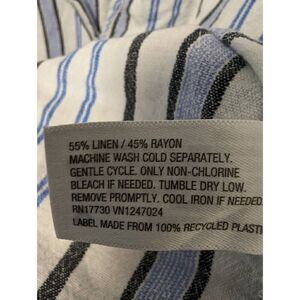 55% LINEN / 45% RAYON
MACHINE WASH COLD SEPARATELY.
GENTLE CYCLE. ONLY NON-CHLORINE
BLEACH IF NEEDED. TUMBLE DRY LOW.
REMOVE PROMPTLY. COOL IRON IF NEEDED
RN17730 VN1247024
LABEL MADE FROM 100% RECYCLED PLASTI